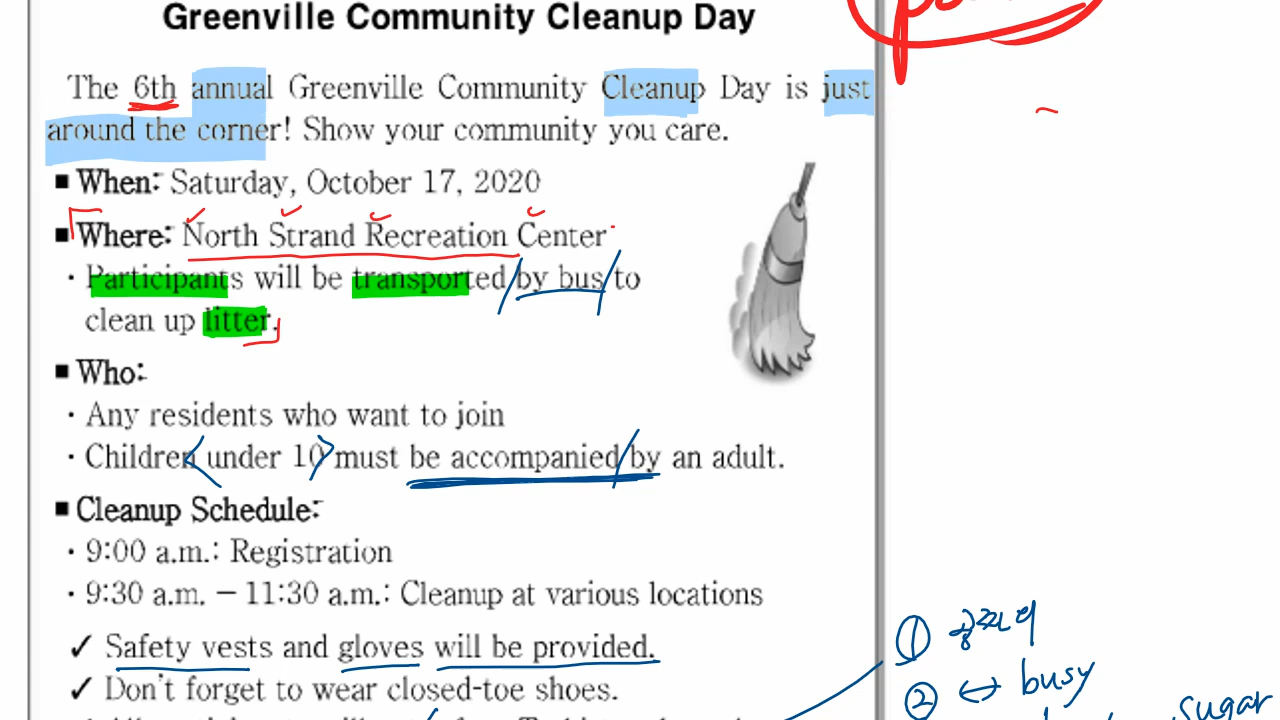 Greenville Community Cleanup Day
The 6th annual Greenville Community Cleanup Day is just
around the corner! Show your community you care.
■ When: Saturday, October 17, 2020
■ Where: North Strand Recreation Center
· Participants will be transported by bus to
clean up litter.
■ Who:
· Any residents who want to join
· Children under 10 must be accompanied by an adult.
■ Cleanup Schedule:
· 9:00 a.m.: Registration
· 9:30 a.m. – 11:30 a.m.: Cleanup at various locations
✓ Safety vests and gloves will be provided.
✓ Don't forget to wear closed-toe shoes.
①
② ↔ busy
sugar